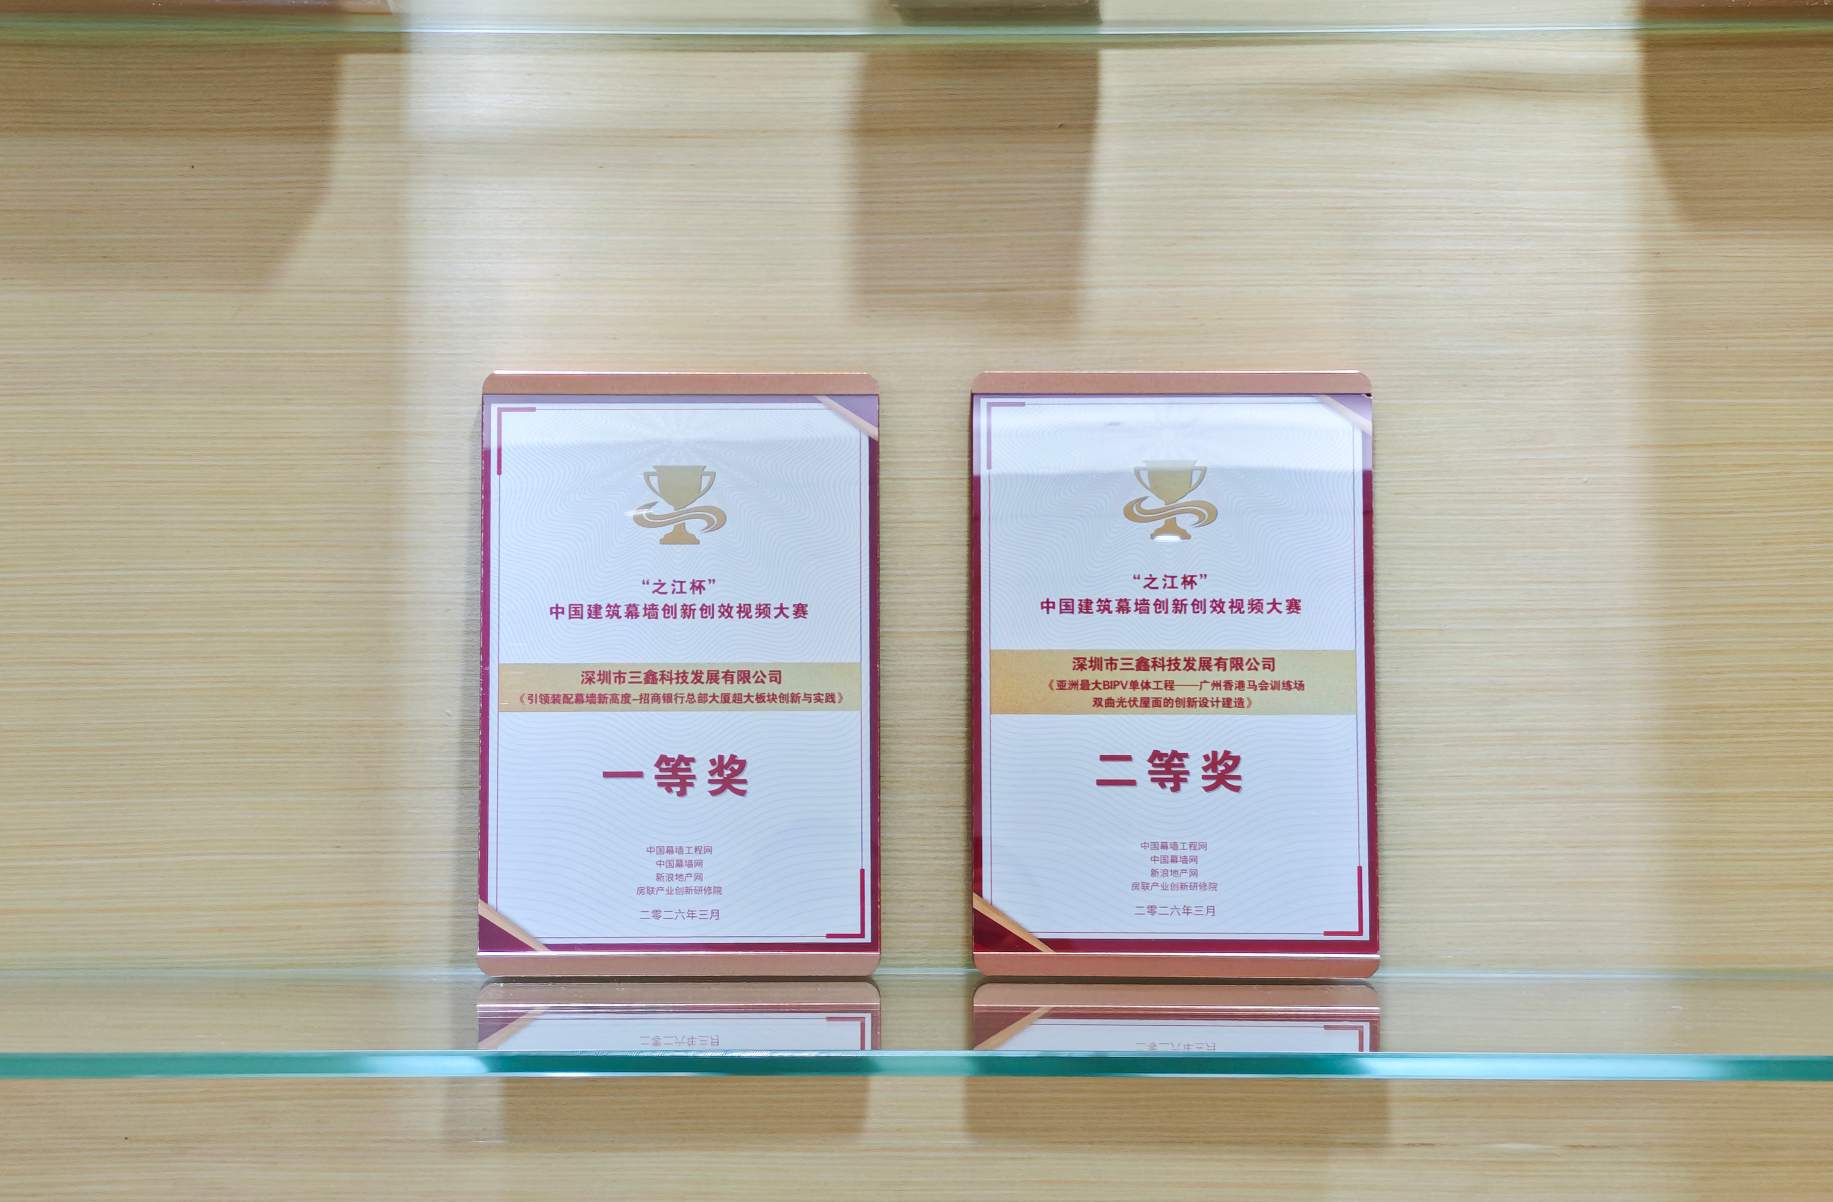 “之江杯”
中国建筑幕墙创新创效视频大赛
深圳市三鑫科技发展有限公司
《引领装配幕墙新高度–招商银行总部大厦超大板块创新与实践》
一等奖
中国幕墙工程网
中国幕墙网
新浪地产网
房联产业创新研修院
二零二六年三月
“之江杯”
中国建筑幕墙创新创效视频大赛
深圳市三鑫科技发展有限公司
《亚洲最大BIPV单体工程——广州香港马会训练场
双曲光伏屋面的创新设计建造》
二等奖
中国幕墙工程网
中国幕墙网
新浪地产网
房联产业创新研修院
二零二六年三月